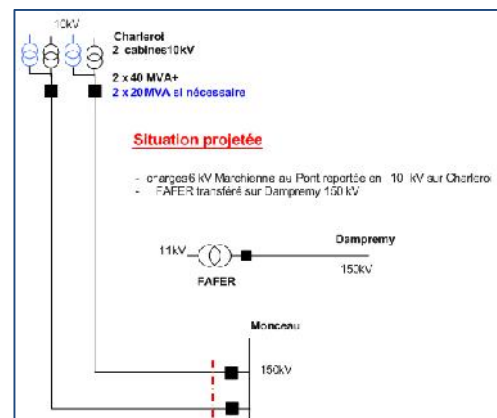 10kV
Charleroi
2 cabines10kV
2 x 40 MVA+
2 x 20MVA si nécessaire
Situation projetée
- charges6 kV Marchienne au Pont reportée en 10 kV sur Charleroi
- FAFER transféré sur Dampremy 150 kV
11kV
Dampremy
150kV
FAFER
Monceau
150kV